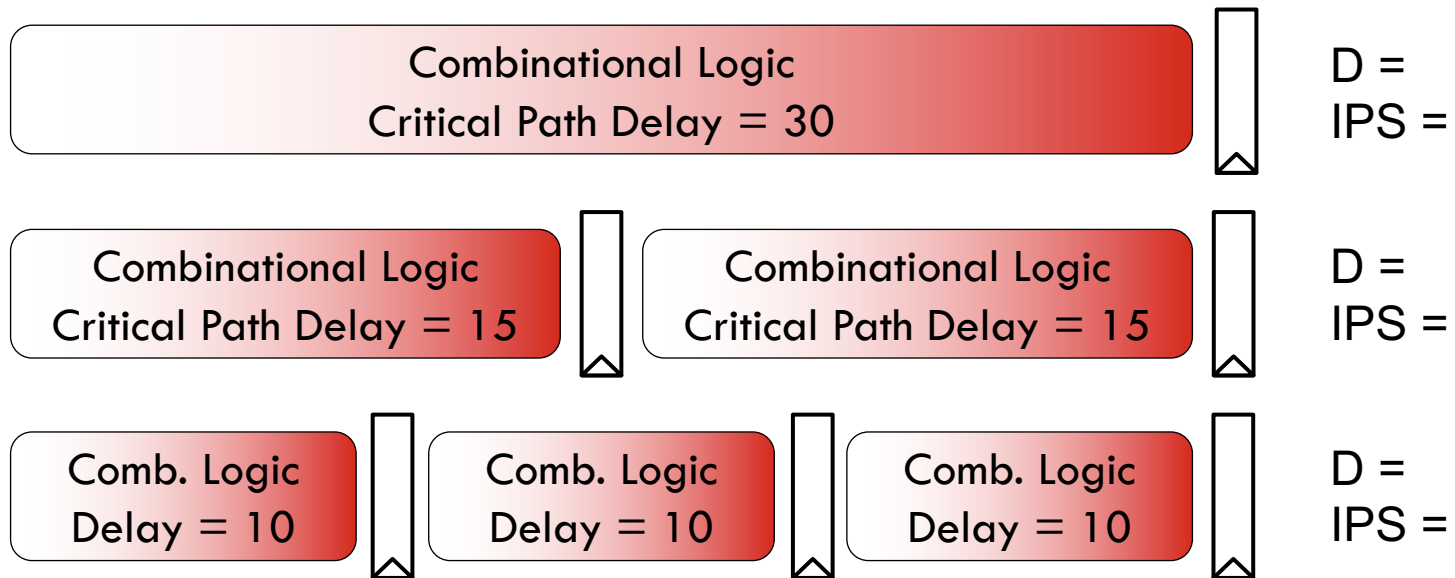 Combinational Logic
Critical Path Delay = 30
D =
IPS =
Combinational Logic
Critical Path Delay = 15
Combinational Logic
Critical Path Delay = 15
D =
IPS =
Comb. Logic
Delay = 10
Comb. Logic
Delay = 10
Comb. Logic
Delay = 10
D =
IPS =